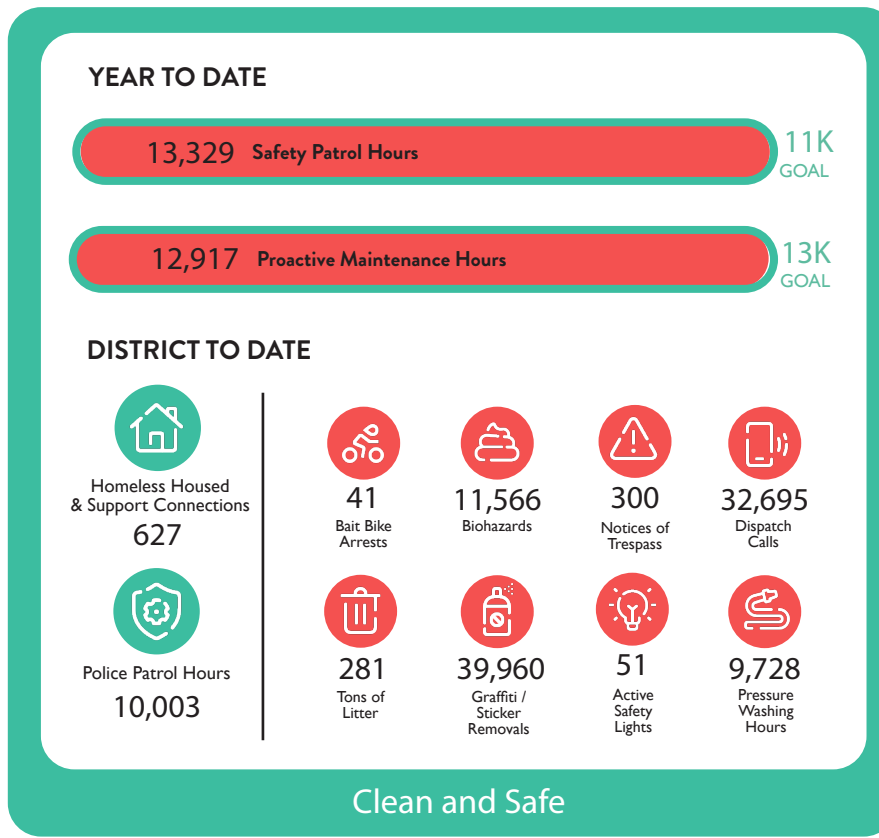 YEAR TO DATE
13,329 Safety Patrol Hours
11K
GOAL
12,917 Proactive Maintenance Hours
13K
GOAL
DISTRICT TO DATE
Homeless Housed
& Support Connections
627
Police Patrol Hours
10,003
41
Bait Bike
Arrests
11,566
Biohazards
300
Notices of
Trespass
32,695
Dispatch
Calls
281
Tons of
Litter
39,960
Graffiti /
Sticker
Removals
51
Active
Safety
Lights
9,728
Pressure
Washing
Hours
Clean and Safe